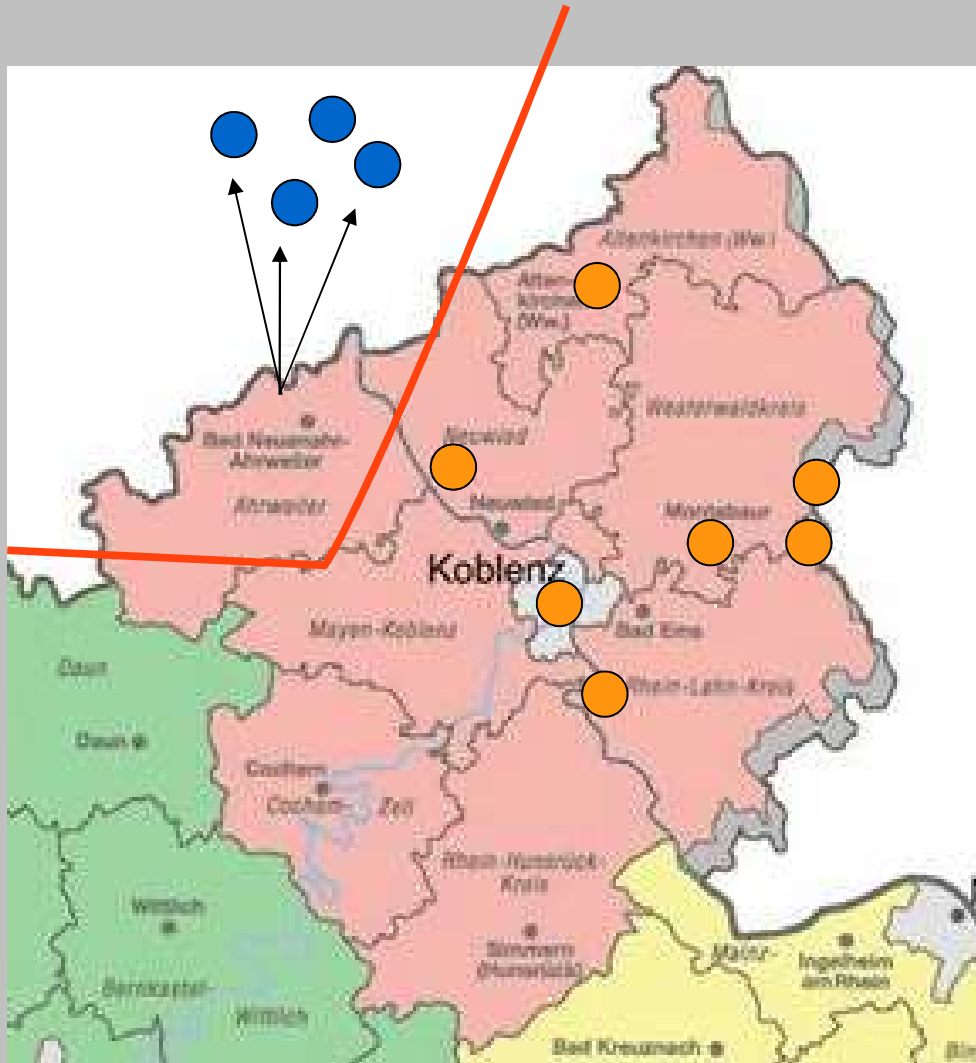 Altenkirchen (Ww.)
Alten-
kirchen
(Ww.)
Westerwaldkreis
Neuwied
Bad Neuenahr-
Ahrweiler
Ahrweiler
Neuwied
Montabaur
Koblenz
Mayen-Koblenz
Bad Ems
Rhein-Lahn-Kreis
Daun
Daun
Cochem
Cochem- Zell
Rhein-Hunsrück-
Kreis
Wittlich
Simmern
(Hunsrück)
Mainz-
Ingelheim
am Rhein
Bernkastel-
Wittlich
Bad Kreuznach